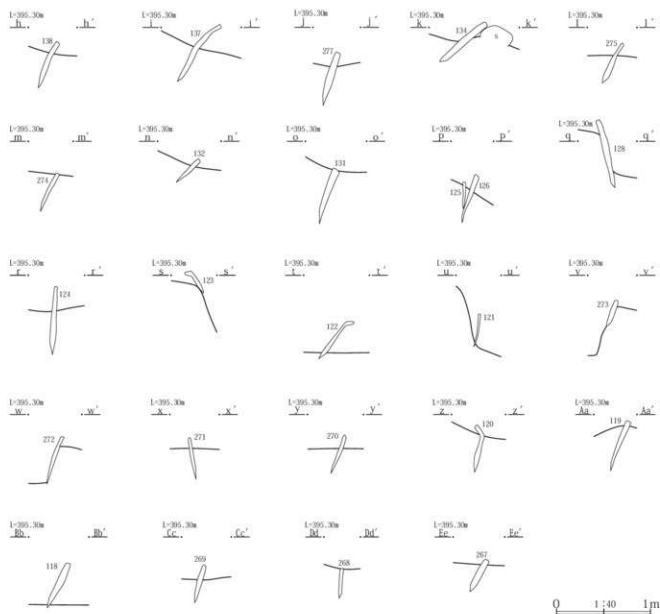 L=395.30m L=395.30m L=395.30m L=395.30m L=395.30m
h h′ i i′ j j′ k k′ l l′
138 137 277 134 s 275
L=395.30m L=395.30m L=395.30m L=395.30m L=395.30m
m m′ n n′ o o′ p p′ q q′
274 132 131 125 126 128
L=395.30m L=395.30m L=395.30m L=395.30m L=395.30m
r r′ s s′ t t′ u u′ v v′
124 123 122 121 273
L=395.30m L=395.30m L=395.30m L=395.30m L=395.30m
w w′ x x′ y y′ z z′ Aa Aa′
272 271 270 120 119
L=395.30m L=395.30m L=395.30m L=395.30m
Bb Bb′ Cc Cc′ Dd Dd′ Ee Ee′
118 269 268 267
0 1:40 1m